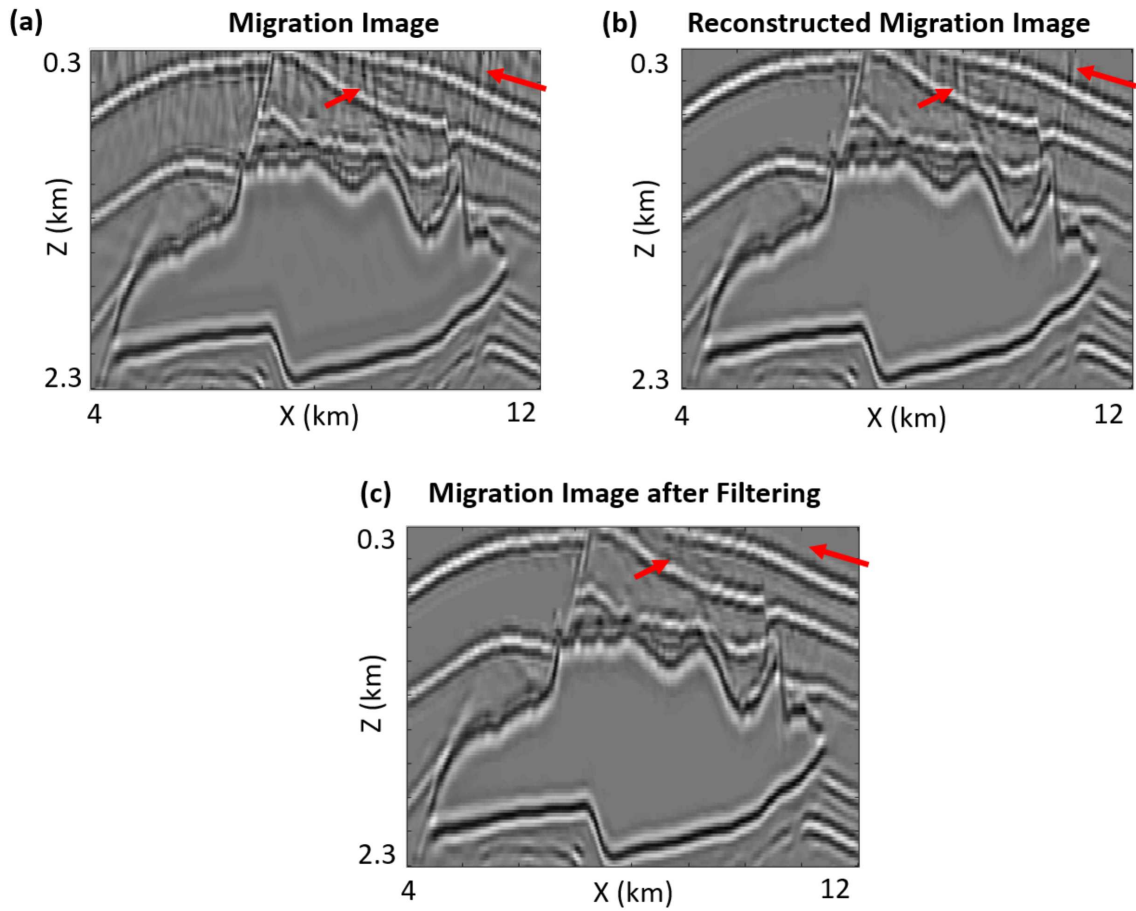 (a) Migration Image
(b) Reconstructed Migration Image
0.3
Z (km)
2.3
4 X (km) 12
0.3
Z (km)
2.3
4 X (km) 12
(c) Migration Image after Filtering
0.3
Z (km)
2.3
4 X (km) 12